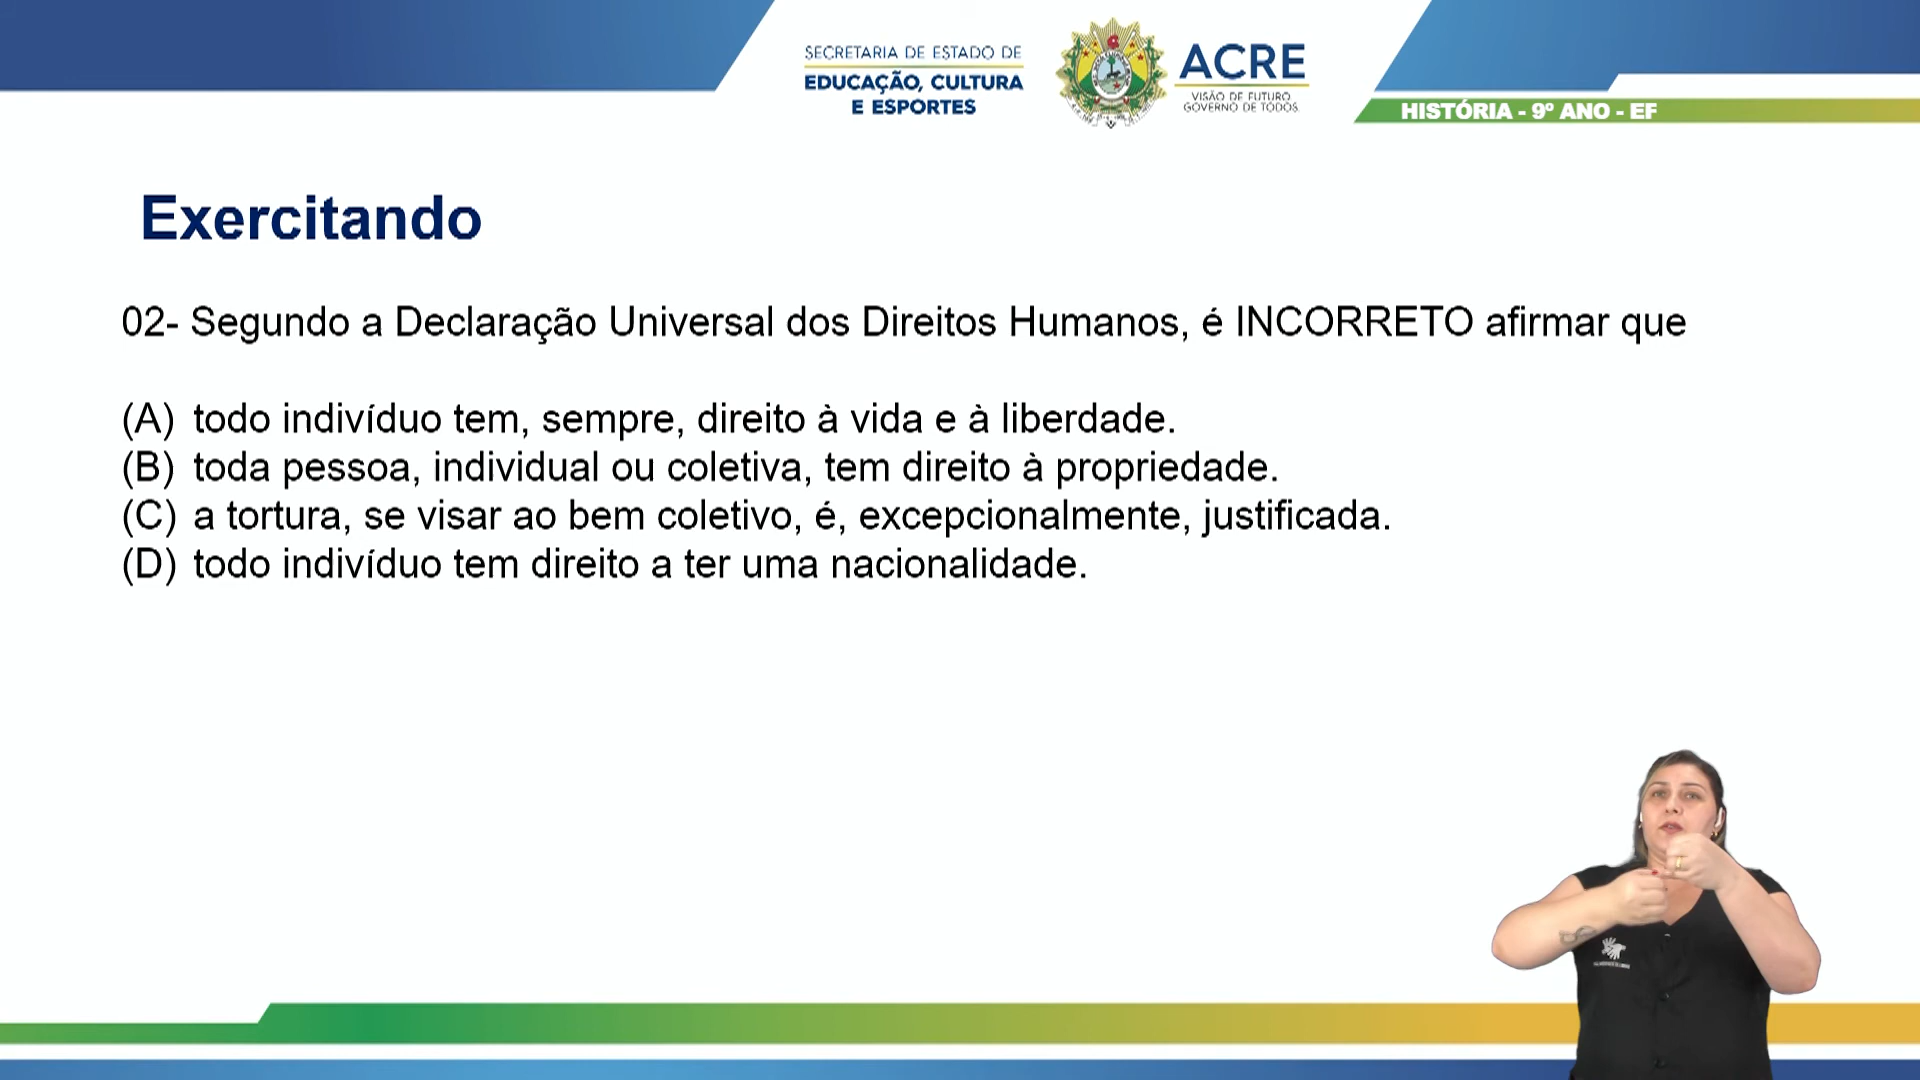 SECRETARIA DE ESTADO DE
EDUCAÇÃO, CULTURA
E ESPORTES
ACRE
VISÃO DE FUTURO
GOVERNO DE TODOS
HISTÓRIA - 9º ANO - EF
Exercitando
02- Segundo a Declaração Universal dos Direitos Humanos, é INCORRETO afirmar que
(A) todo indivíduo tem, sempre, direito à vida e à liberdade.
(B) toda pessoa, individual ou coletiva, tem direito à propriedade.
(C) a tortura, se visar ao bem coletivo, é, excepcionalmente, justificada.
(D) todo indivíduo tem direito a ter uma nacionalidade.